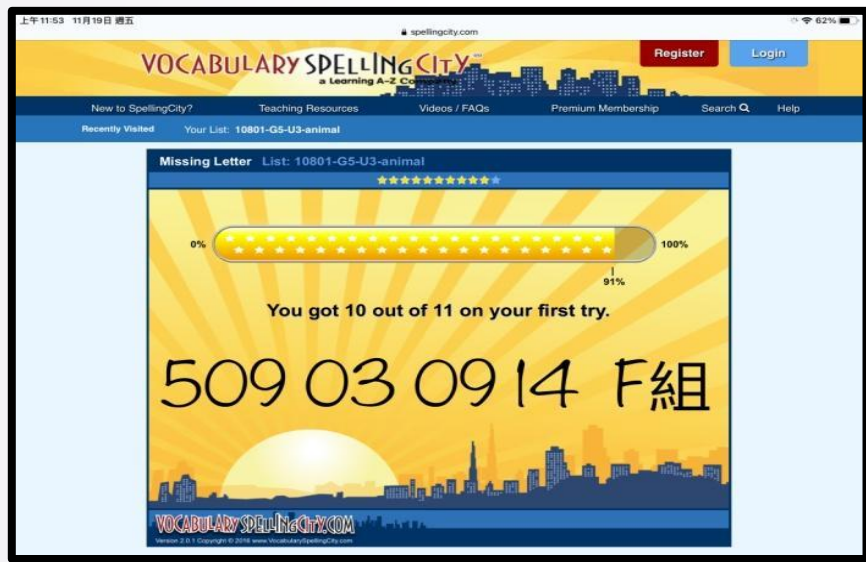 上午11:53 11月19日 週五 62%
spellingcity.com
VOCABULARY SPELLINGCITY
a Learning A-Z Company
Register Login
New to SpellingCity? Teaching Resources Videos / FAQs Premium Membership Search Help
Recently Visited Your List: 10801-G5-U3-animal
Missing Letter List: 10801-G5-U3-animal
0% 100%
91%
You got 10 out of 11 on your first try.
509 03 09 14 F組
VOCABULARYSPELLINGCITY.COM
Version 2.0.1 Copyright © 2016 www.VocabularySpellingCity.com